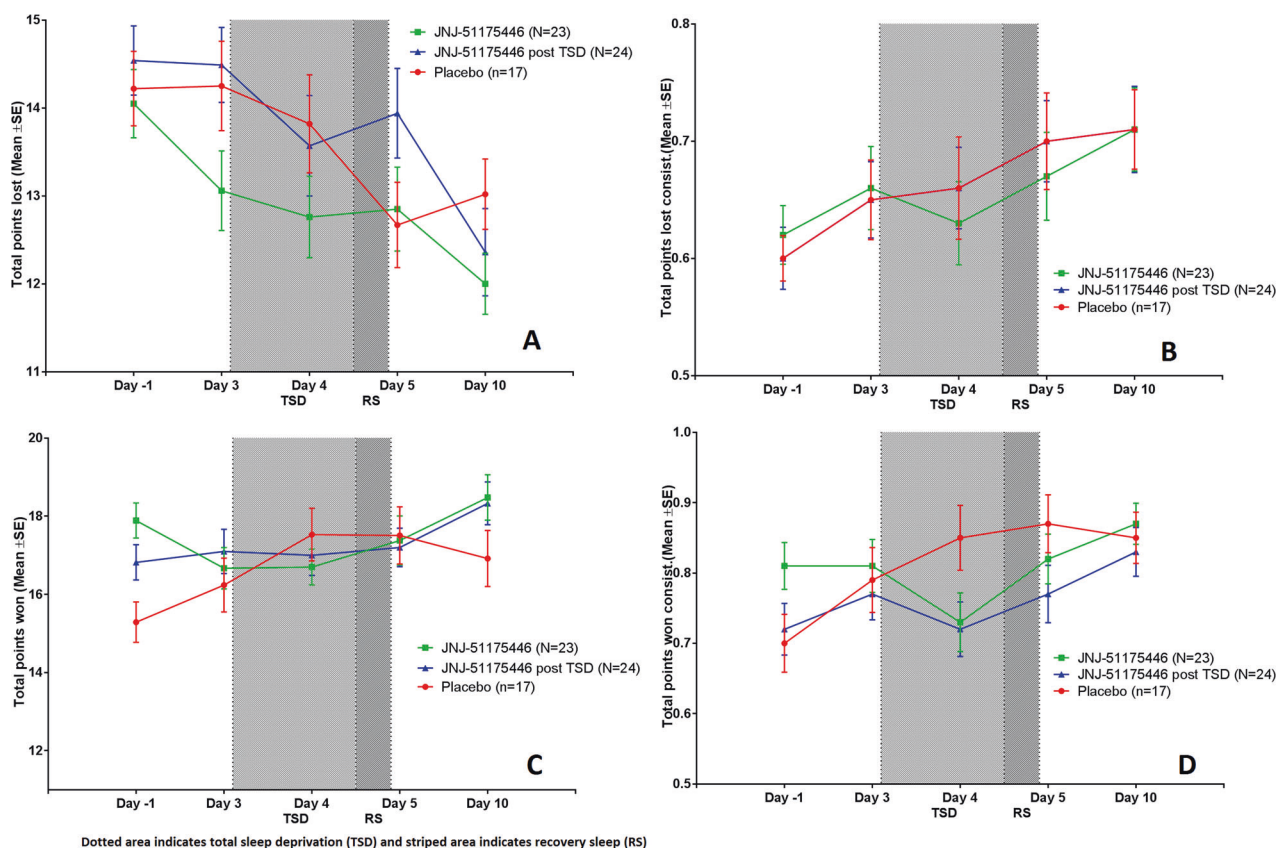 Total points lost (Mean ±SE)
15
14
13
12
11
JNJ-51175446 (N=23)
JNJ-51175446 post TSD (N=24)
Placebo (n=17)
A
Day -1 Day 3 Day 4 Day 5 Day 10
TSD RS
Total points lost consist.(Mean ±SE)
0.8
0.7
0.6
0.5
JNJ-51175446 (N=23)
JNJ-51175446 post TSD (N=24)
Placebo (n=17)
B
Day -1 Day 3 Day 4 Day 5 Day 10
TSD RS
Total points won (Mean ±SE)
20
18
16
14
12
JNJ-51175446 (N=23)
JNJ-51175446 post TSD (N=24)
Placebo (n=17)
C
Day -1 Day 3 Day 4 Day 5 Day 10
TSD RS
Total points won consist.(Mean ±SE)
1.0
0.9
0.8
0.7
0.6
0.5
JNJ-51175446 (N=23)
JNJ-51175446 post TSD (N=24)
Placebo (n=17)
D
Day -1 Day 3 Day 4 Day 5 Day 10
TSD RS
Dotted area indicates total sleep deprivation (TSD) and striped area indicates recovery sleep (RS)